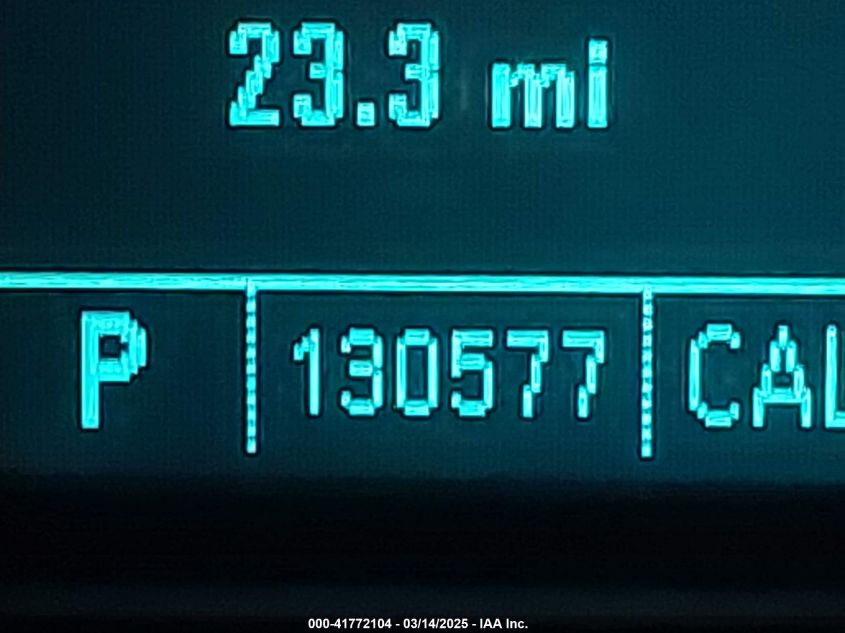 23.3 mi
P 130577 CAL
000-41772104 - 03/14/2025 - IAA Inc.